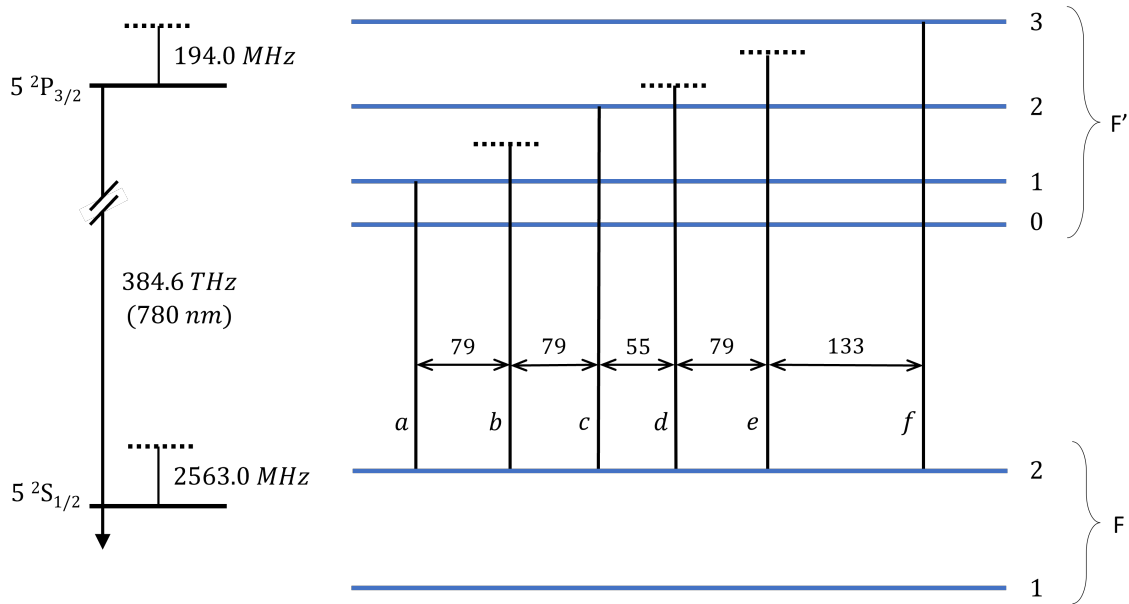 194.0 MHz
5 ²P₃/₂
384.6 THz
(780 nm)
2563.0 MHz
5 ²S₁/₂
3
2
1
0
F’
79 79 55 79 133
a b c d e f
2
1
F